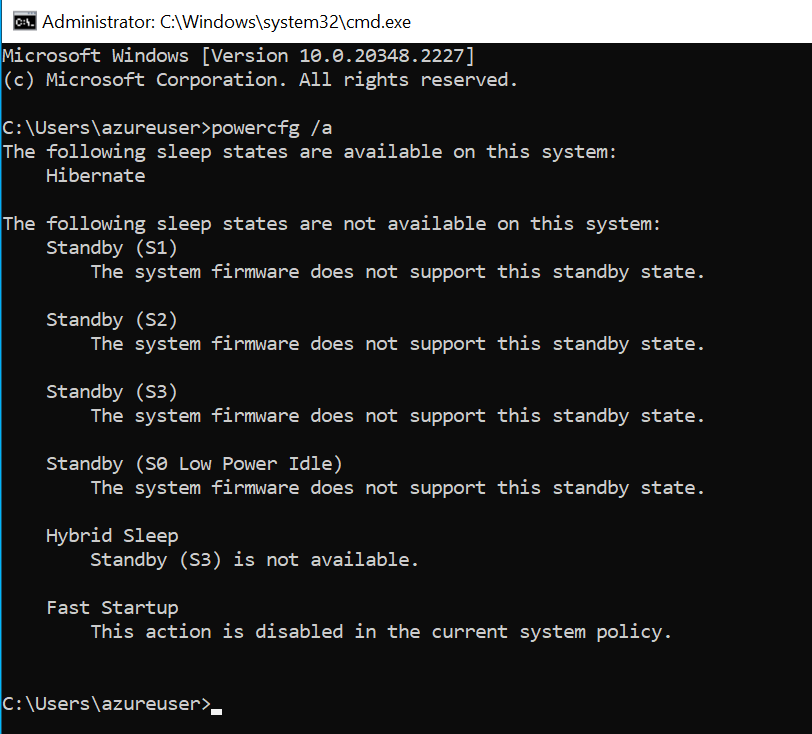 Administrator: C:\Windows\system32\cmd.exe
Microsoft Windows [Version 10.0.20348.2227]
(c) Microsoft Corporation. All rights reserved.

C:\Users\azureuser>powercfg /a
The following sleep states are available on this system:
    Hibernate

The following sleep states are not available on this system:
    Standby (S1)
        The system firmware does not support this standby state.

    Standby (S2)
        The system firmware does not support this standby state.

    Standby (S3)
        The system firmware does not support this standby state.

    Standby (S0 Low Power Idle)
        The system firmware does not support this standby state.

    Hybrid Sleep
        Standby (S3) is not available.

    Fast Startup
        This action is disabled in the current system policy.


C:\Users\azureuser>